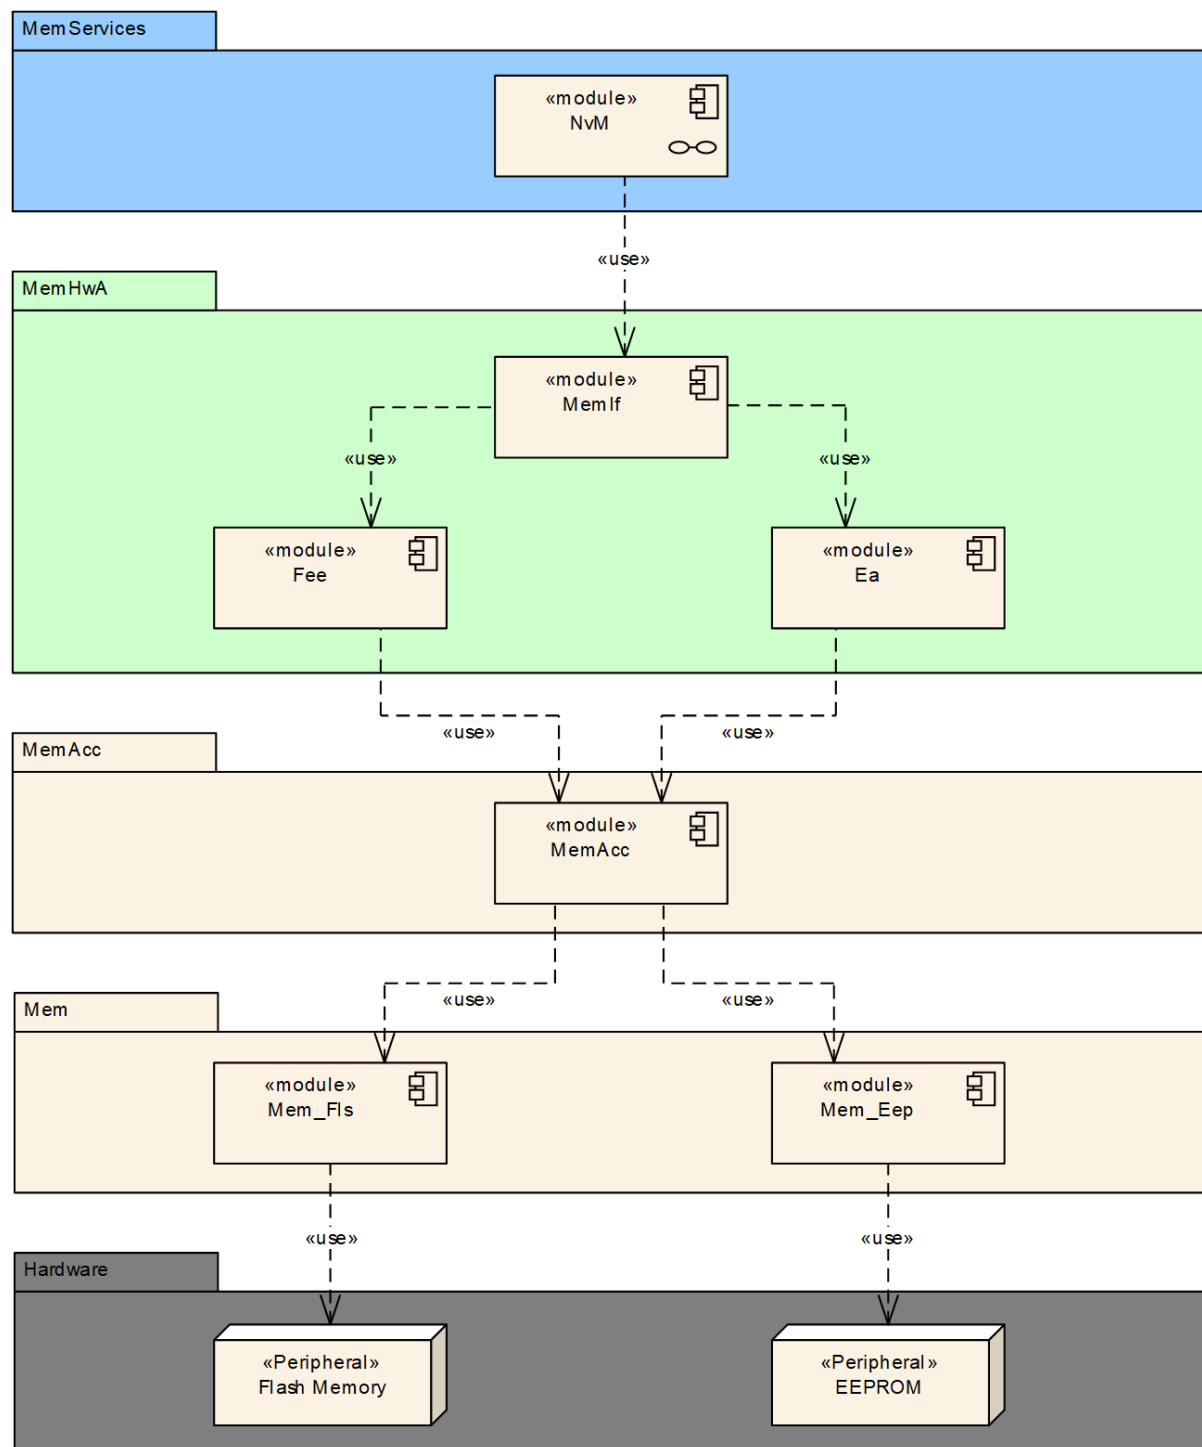 MemServices
«module»
NvM
«use»
MemHwA
«module»
MemIf
«use»
«use»
«module»
Fee
«module»
Ea
«use»
«use»
MemAcc
«module»
MemAcc
«use»
«use»
Mem
«module»
Mem_Fls
«module»
Mem_Eep
«use»
«use»
Hardware
«Peripheral»
Flash Memory
«Peripheral»
EEPROM